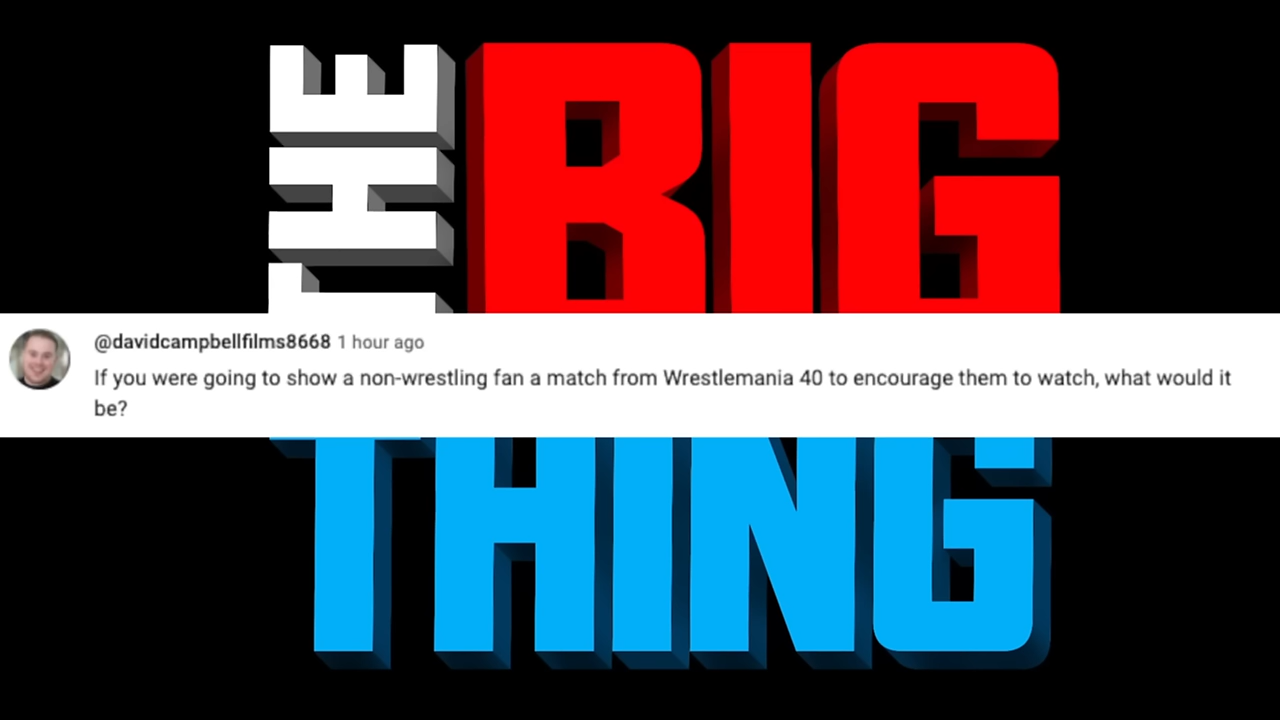 THE
BIG
@davidcampbellfilms8668 1 hour ago
If you were going to show a non-wrestling fan a match from Wrestlemania 40 to encourage them to watch, what would it
be?
THING